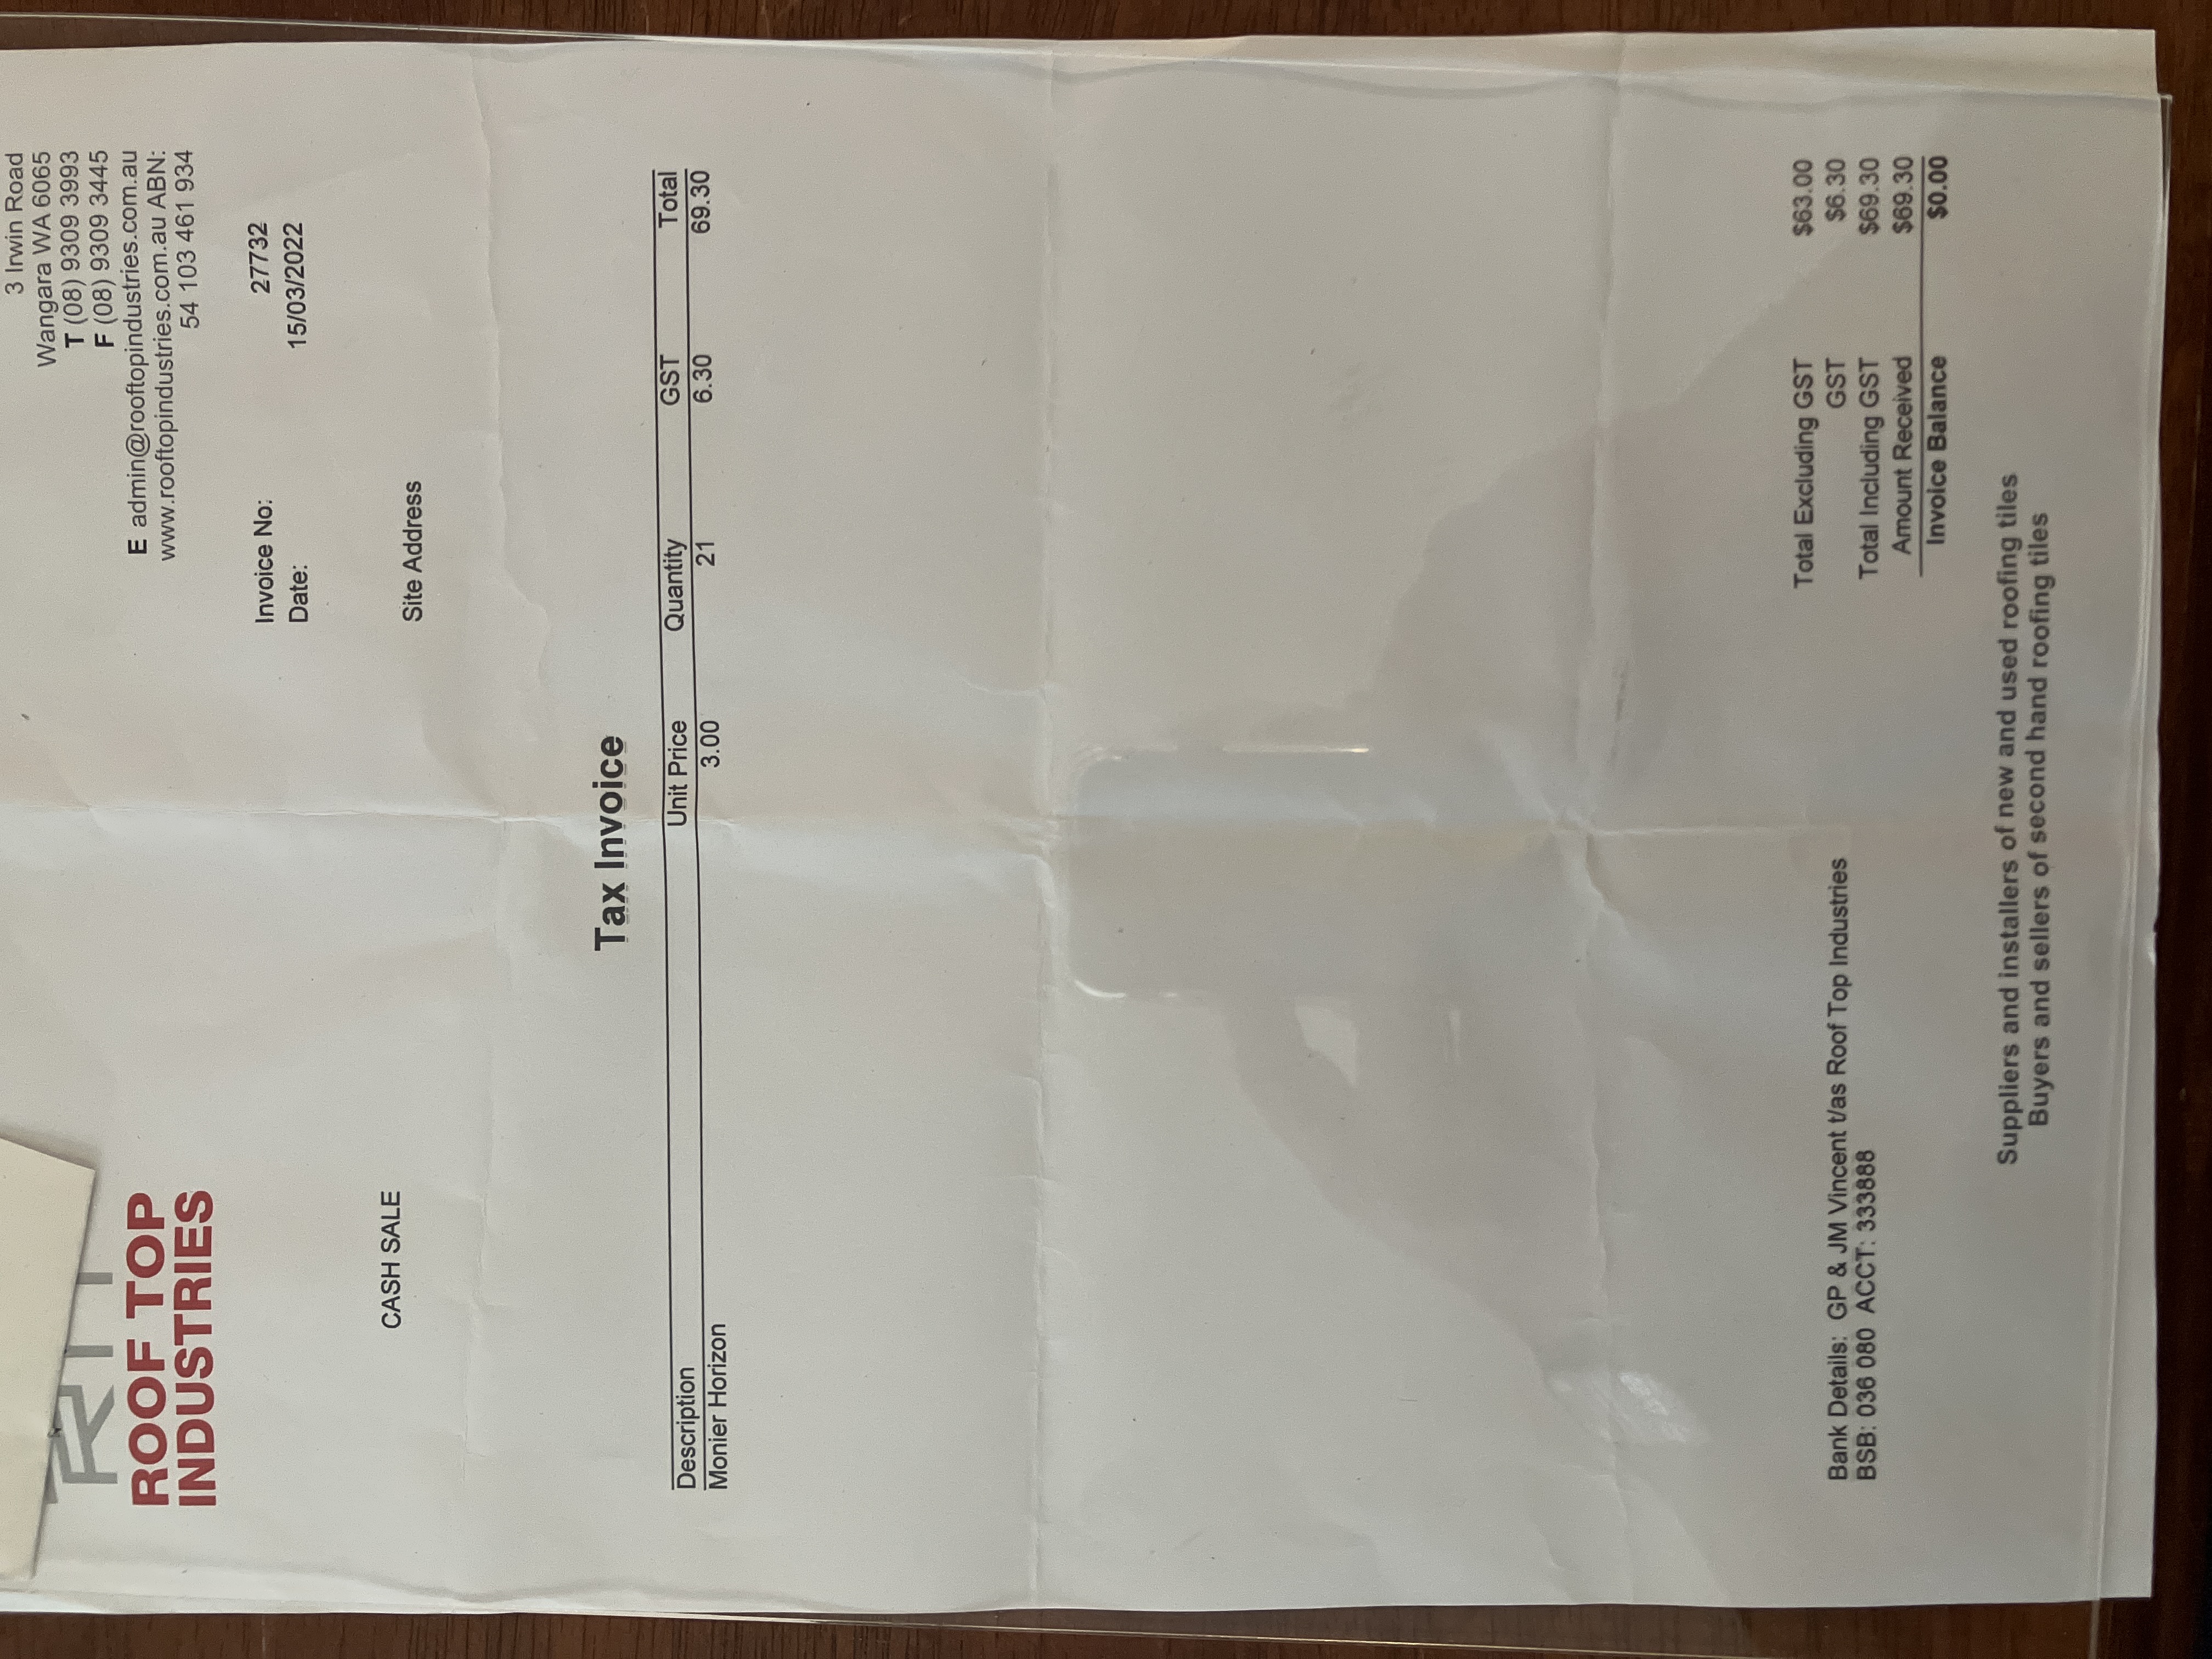 3 Irwin Road
Wangara WA 6065
T (08) 9309 3993
F (08) 9309 3445
E admin@rooftopindustries.com.au
www.rooftopindustries.com.au ABN:
54 103 461 934
ROOF TOP
INDUSTRIES
Invoice No: 27732
Date: 15/03/2022
CASH SALE
Site Address
Tax Invoice
Description Unit Price Quantity GST Total
Monier Horizon 3.00 21 6.30 69.30
Total Excluding GST $63.00
GST $6.30
Total Including GST $69.30
Amount Received $69.30
Invoice Balance $0.00
Bank Details: GP & JM Vincent t/as Roof Top Industries
BSB: 036 080 ACCT: 333888
Suppliers and installers of new and used roofing tiles
Buyers and sellers of second hand roofing tiles